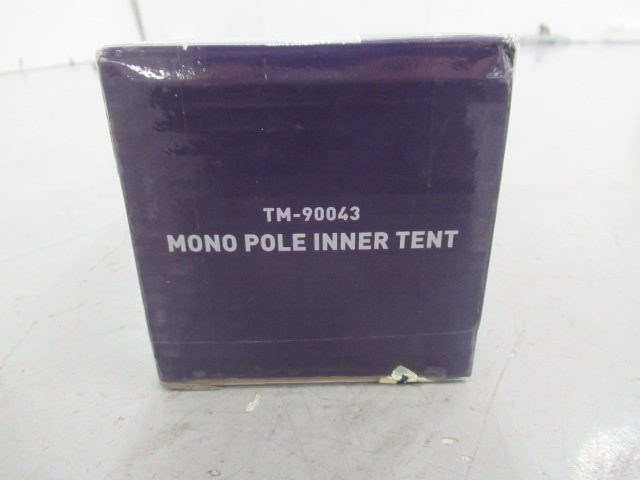 TM-90043
MONO POLE INNER TENT